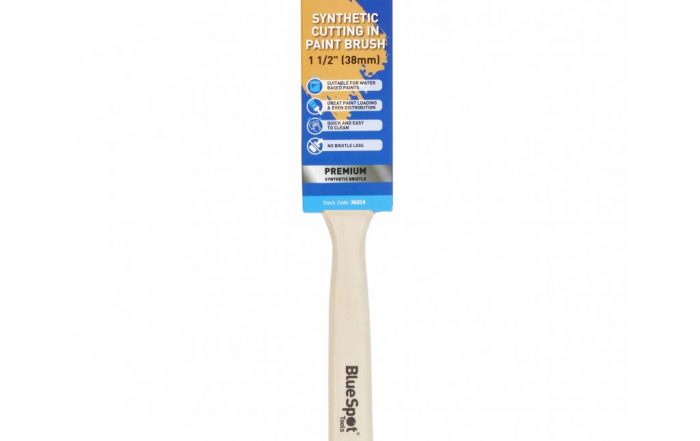 SYNTHETIC
CUTTING IN
PAINT BRUSH
1 1/2" (38mm)
SUITABLE FOR WATER
BASED PAINTS
GREAT PAINT LOADING
& EVEN DISTRIBUTION
QUICK AND EASY
TO CLEAN
NO BRISTLE LOSS
PREMIUM
SYNTHETIC BRISTLE
Stock Code: 36024
BlueSpot®
Tools